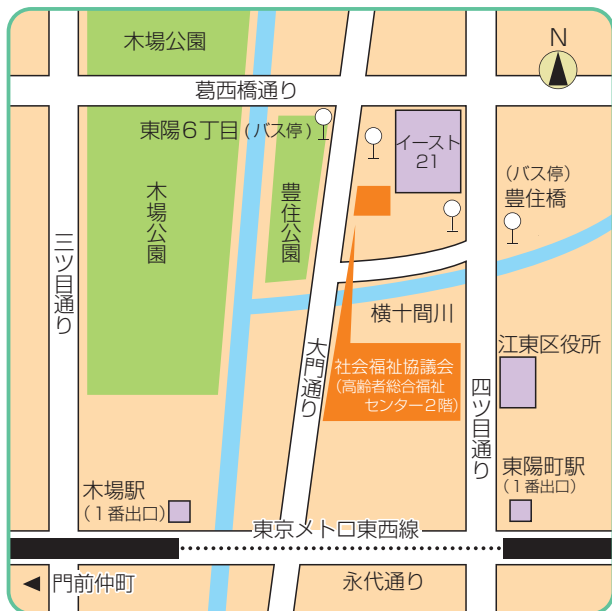 木場公園
N
葛西橋通り
東陽6丁目(バス停)
イースト
21
(バス停)
豊住橋
木場公園
豊住公園
三ツ目通り
横十間川
大門通り
社会福祉協議会
(高齢者総合福祉
センター2階)
江東区役所
四ツ目通り
東陽町駅
(1番出口)
木場駅
(1番出口)
東京メトロ東西線
門前仲町
永代通り